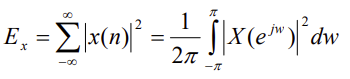 $E_x = \sum_{-\infty}^{\infty} |x(n)|^2 = \frac{1}{2\pi} \int_{-\pi}^{\pi} |X(e^{jw})|^2 dw$